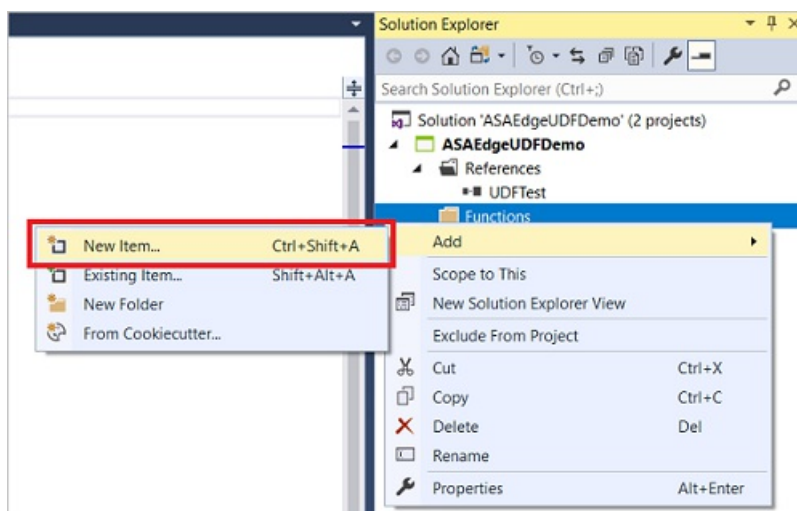 Solution Explorer
Search Solution Explorer (Ctrl+;)
Solution 'ASAEdgeUDFDemo' (2 projects)
ASAEdgeUDFDemo
References
UDFTest
Functions
New Item... Ctrl+Shift+A
Existing Item... Shift+Alt+A
New Folder
From Cookiecutter...
Add
Scope to This
New Solution Explorer View
Exclude From Project
Cut Ctrl+X
Copy Ctrl+C
Delete Del
Rename
Properties Alt+Enter